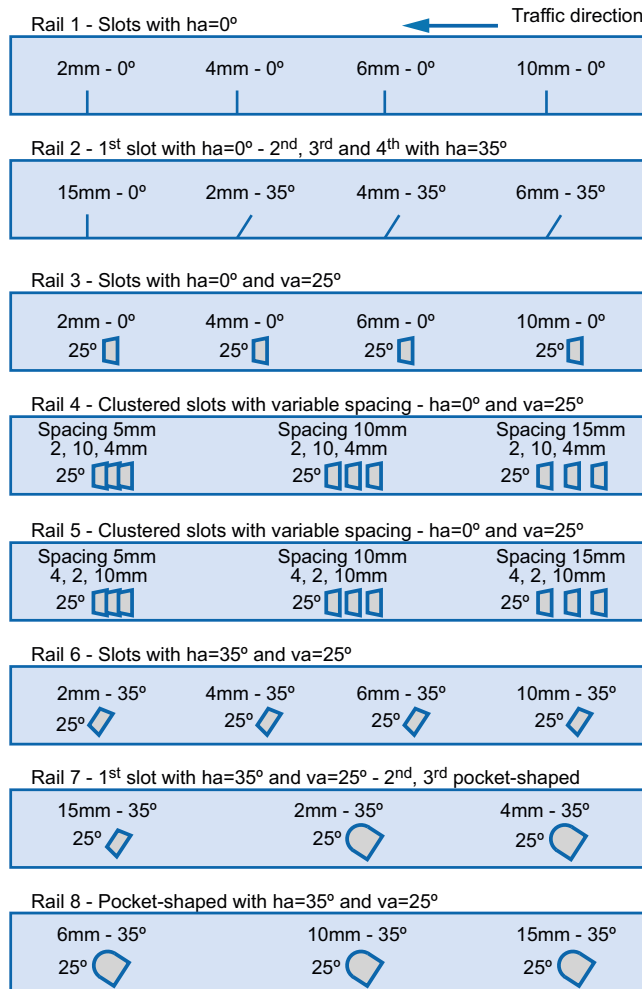 Traffic direction
Rail 1 - Slots with ha=0º
2mm - 0º 4mm - 0º 6mm - 0º 10mm - 0º
Rail 2 - 1st slot with ha=0º - 2nd, 3rd and 4th with ha=35º
15mm - 0º 2mm - 35º 4mm - 35º 6mm - 35º
Rail 3 - Slots with ha=0º and va=25º
2mm - 0º 4mm - 0º 6mm - 0º 10mm - 0º
25º 25º 25º 25º
Rail 4 - Clustered slots with variable spacing - ha=0º and va=25º
Spacing 5mm Spacing 10mm Spacing 15mm
2, 10, 4mm 2, 10, 4mm 2, 10, 4mm
25º 25º 25º
Rail 5 - Clustered slots with variable spacing - ha=0º and va=25º
Spacing 5mm Spacing 10mm Spacing 15mm
4, 2, 10mm 4, 2, 10mm 4, 2, 10mm
25º 25º 25º
Rail 6 - Slots with ha=35º and va=25º
2mm - 35º 4mm - 35º 6mm - 35º 10mm - 35º
25º 25º 25º 25º
Rail 7 - 1st slot with ha=35º and va=25º - 2nd, 3rd pocket-shaped
15mm - 35º 2mm - 35º 4mm - 35º
25º 25º 25º
Rail 8 - Pocket-shaped with ha=35º and va=25º
6mm - 35º 10mm - 35º 15mm - 35º
25º 25º 25º